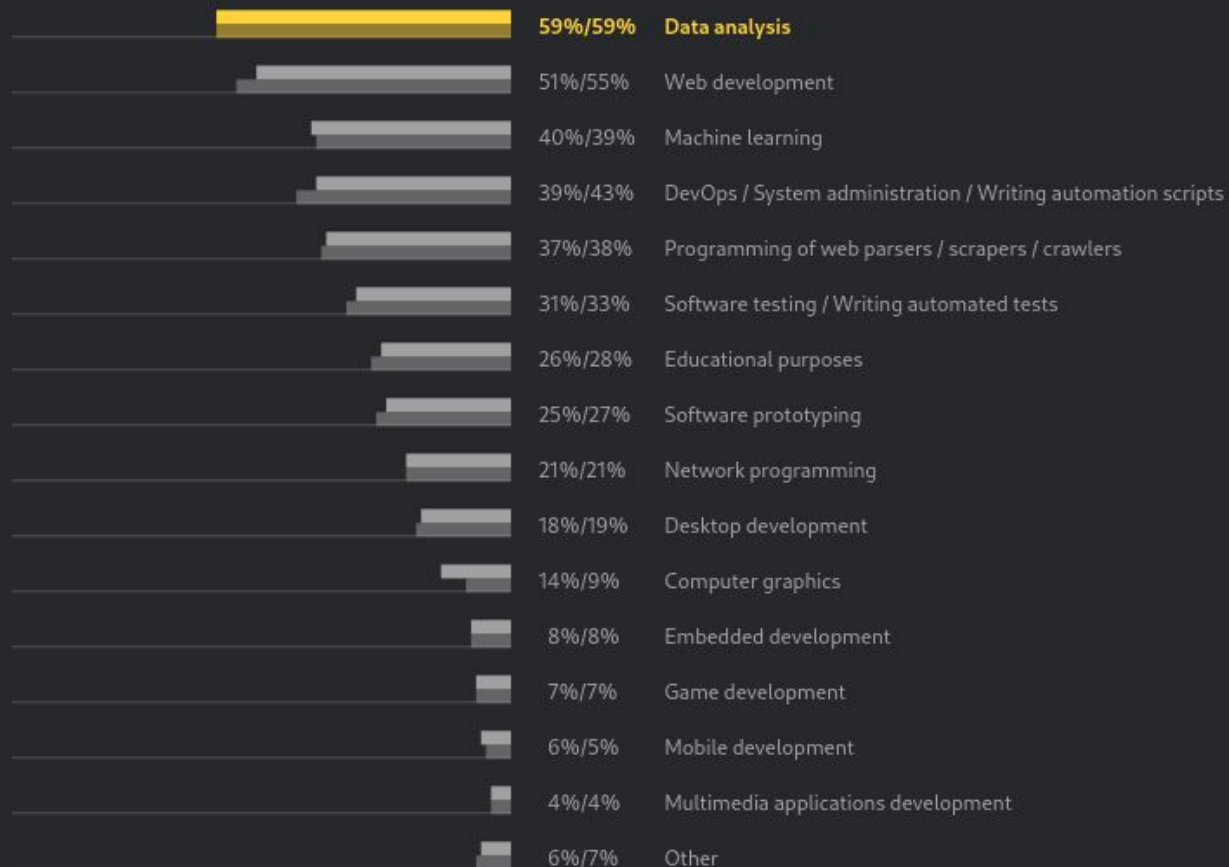 59%/59% Data analysis
51%/55% Web development
40%/39% Machine learning
39%/43% DevOps / System administration / Writing automation scripts
37%/38% Programming of web parsers / scrapers / crawlers
31%/33% Software testing / Writing automated tests
26%/28% Educational purposes
25%/27% Software prototyping
21%/21% Network programming
18%/19% Desktop development
14%/9% Computer graphics
8%/8% Embedded development
7%/7% Game development
6%/5% Mobile development
4%/4% Multimedia applications development
6%/7% Other